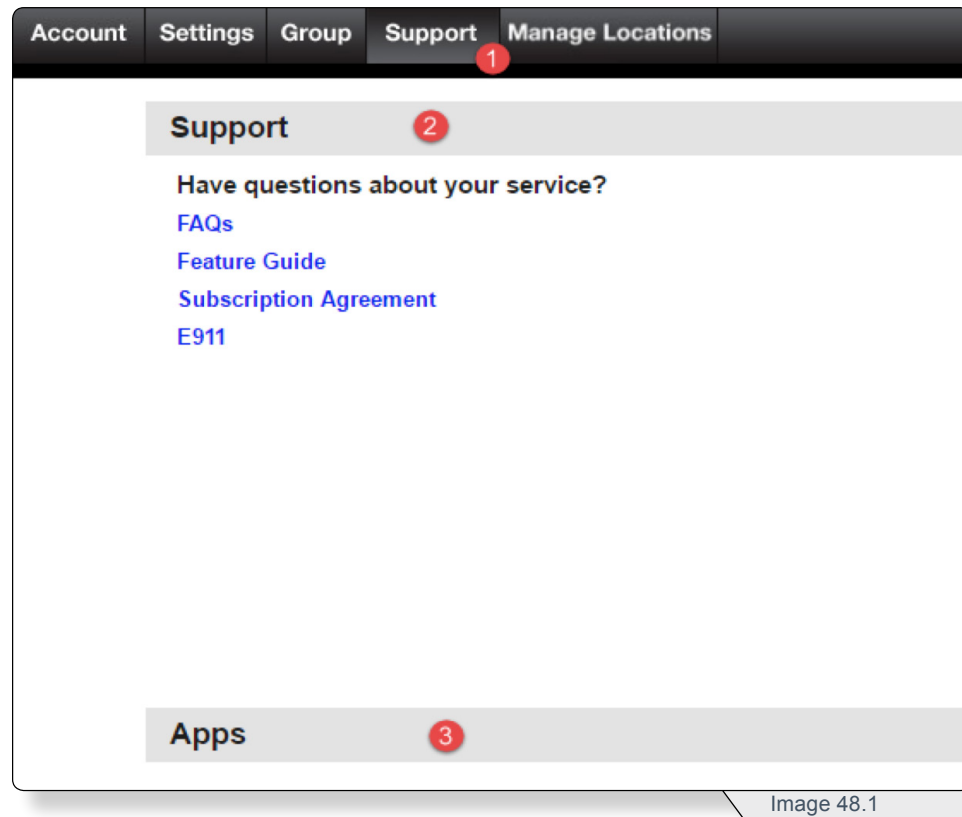 Account Settings Group Support Manage Locations
1
Support 2
Have questions about your service?
FAQs
Feature Guide
Subscription Agreement
E911
Apps 3
Image 48.1